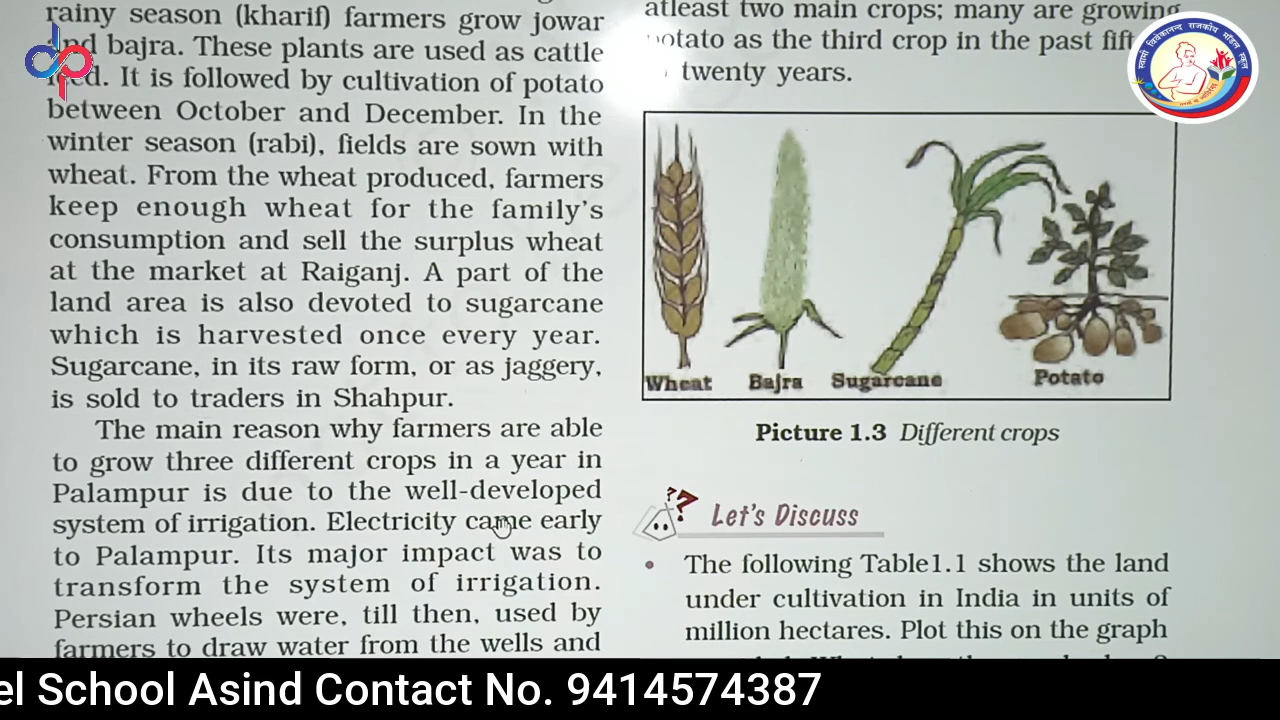 rainy season (kharif) farmers grow jowar
and bajra. These plants are used as cattle
feed. It is followed by cultivation of potato
between October and December. In the
winter season (rabi), fields are sown with
wheat. From the wheat produced, farmers
keep enough wheat for the family's
consumption and sell the surplus wheat
at the market at Raiganj. A part of the
land area is also devoted to sugarcane
which is harvested once every year.
Sugarcane, in its raw form, or as jaggery,
is sold to traders in Shahpur.
The main reason why farmers are able
to grow three different crops in a year in
Palampur is due to the well-developed
system of irrigation. Electricity came early
to Palampur. Its major impact was to
transform the system of irrigation.
Persian wheels were, till then, used by
farmers to draw water from the wells and
atleast two main crops; many are growing
potato as the third crop in the past
twenty years.
Wheat Bajra Sugarcane Potato
Picture 1.3 Different crops
??
Let's Discuss
• The following Table1.1 shows the land
under cultivation in India in units of
million hectares. Plot this on the graph
dp
स्वामी विवेकानन्द राजकीय मॉडल स्कूल
el School Asind Contact No. 9414574387